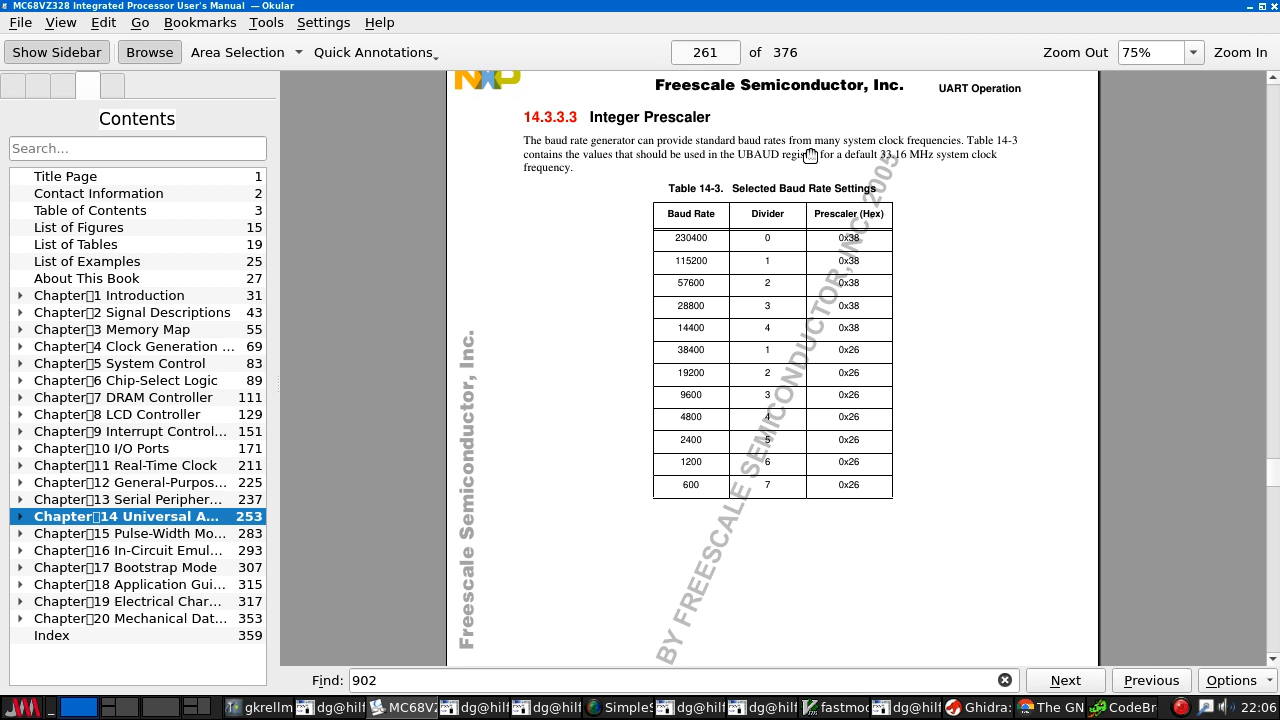 MC68VZ328 Integrated Processor User's Manual — Okular
File View Edit Go Bookmarks Tools Settings Help
Show Sidebar Browse Area Selection Quick Annotations 261 of 376 Zoom Out 75% Zoom In
NXP Freescale Semiconductor, Inc. UART Operation
Contents
Search...
Title Page 1
Contact Information 2
Table of Contents 3
List of Figures 15
List of Tables 19
List of Examples 25
About This Book 27
Chapter 1 Introduction 31
Chapter 2 Signal Descriptions 43
Chapter 3 Memory Map 55
Chapter 4 Clock Generation ... 69
Chapter 5 System Control 83
Chapter 6 Chip-Select Logic 89
Chapter 7 DRAM Controller 111
Chapter 8 LCD Controller 129
Chapter 9 Interrupt Control... 151
Chapter 10 I/O Ports 171
Chapter 11 Real-Time Clock 211
Chapter 12 General-Purpos... 225
Chapter 13 Serial Peripher... 237
Chapter 14 Universal A... 253
Chapter 15 Pulse-Width Mo... 283
Chapter 16 In-Circuit Emul... 293
Chapter 17 Bootstrap Mode 307
Chapter 18 Application Gui... 315
Chapter 19 Electrical Char... 317
Chapter 20 Mechanical Dat... 353
Index 359
14.3.3.3 Integer Prescaler
The baud rate generator can provide standard baud rates from many system clock frequencies. Table 14-3
contains the values that should be used in the UBAUD register for a default 33.16 MHz system clock
frequency.
Table 14-3. Selected Baud Rate Settings
Baud Rate Divider Prescaler (Hex)
230400 0 0x38
115200 1 0x38
57600 2 0x38
28800 3 0x38
14400 4 0x38
38400 1 0x26
19200 2 0x26
9600 3 0x26
4800 4 0x26
2400 5 0x26
1200 6 0x26
600 7 0x26
Freescale Semiconductor, Inc.
BY FREESCALE SEMICONDUCTOR, INC. 2005
Find: 902 Next Previous Options
gkrellm dg@hilf MC68VZ dg@hilf dg@hilf SimpleS dg@hilf dg@hilf fastmoo Ghidra: The GN CodeBr 22:06